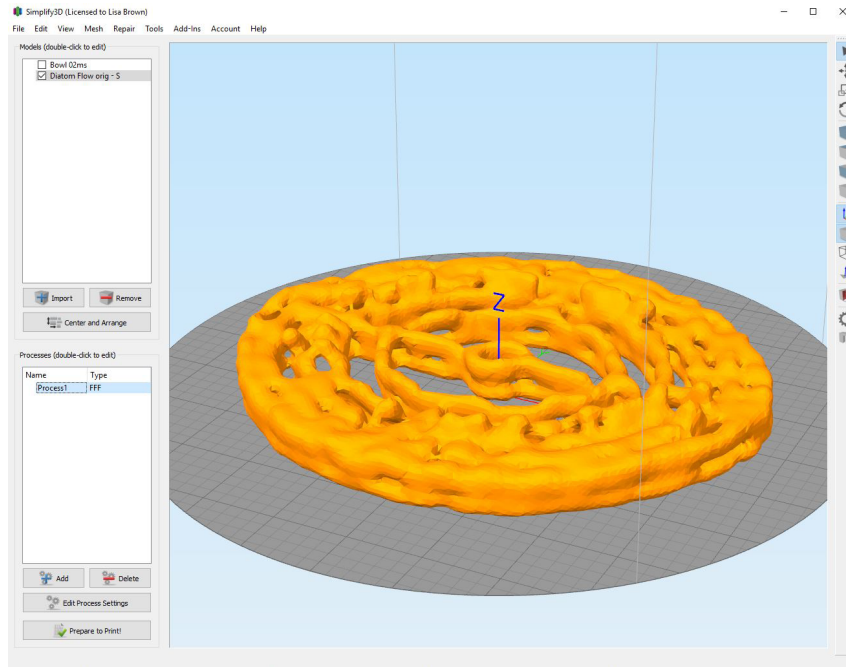 Simplify3D (Licensed to Lisa Brown)
File Edit View Mesh Repair Tools Add-Ins Account Help
Models (double-click to edit)
Bowl 02ms
Diatom Flow orig - S
Import Remove
Center and Arrange
Processes (double-click to edit)
Name Type
Process1 FFF
Add Delete
Edit Process Settings
Prepare to Print!
Z